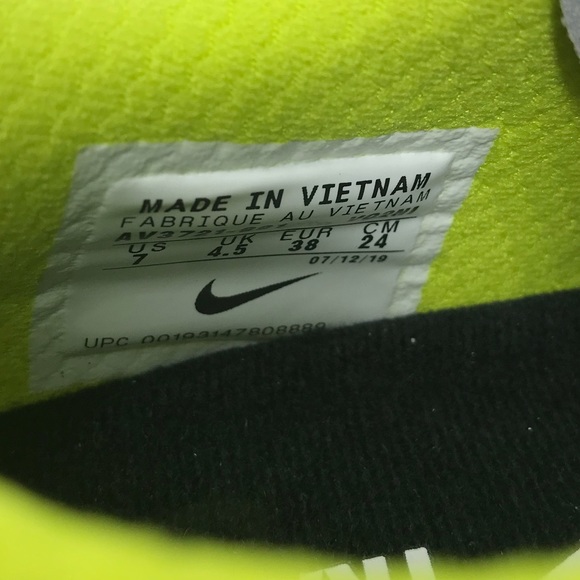 MADE IN VIETNAM
FABRIQUE AU VIETNAM
US UK EUR CM
7 4.5 38 24
07/12/19
UPC 00193147808889